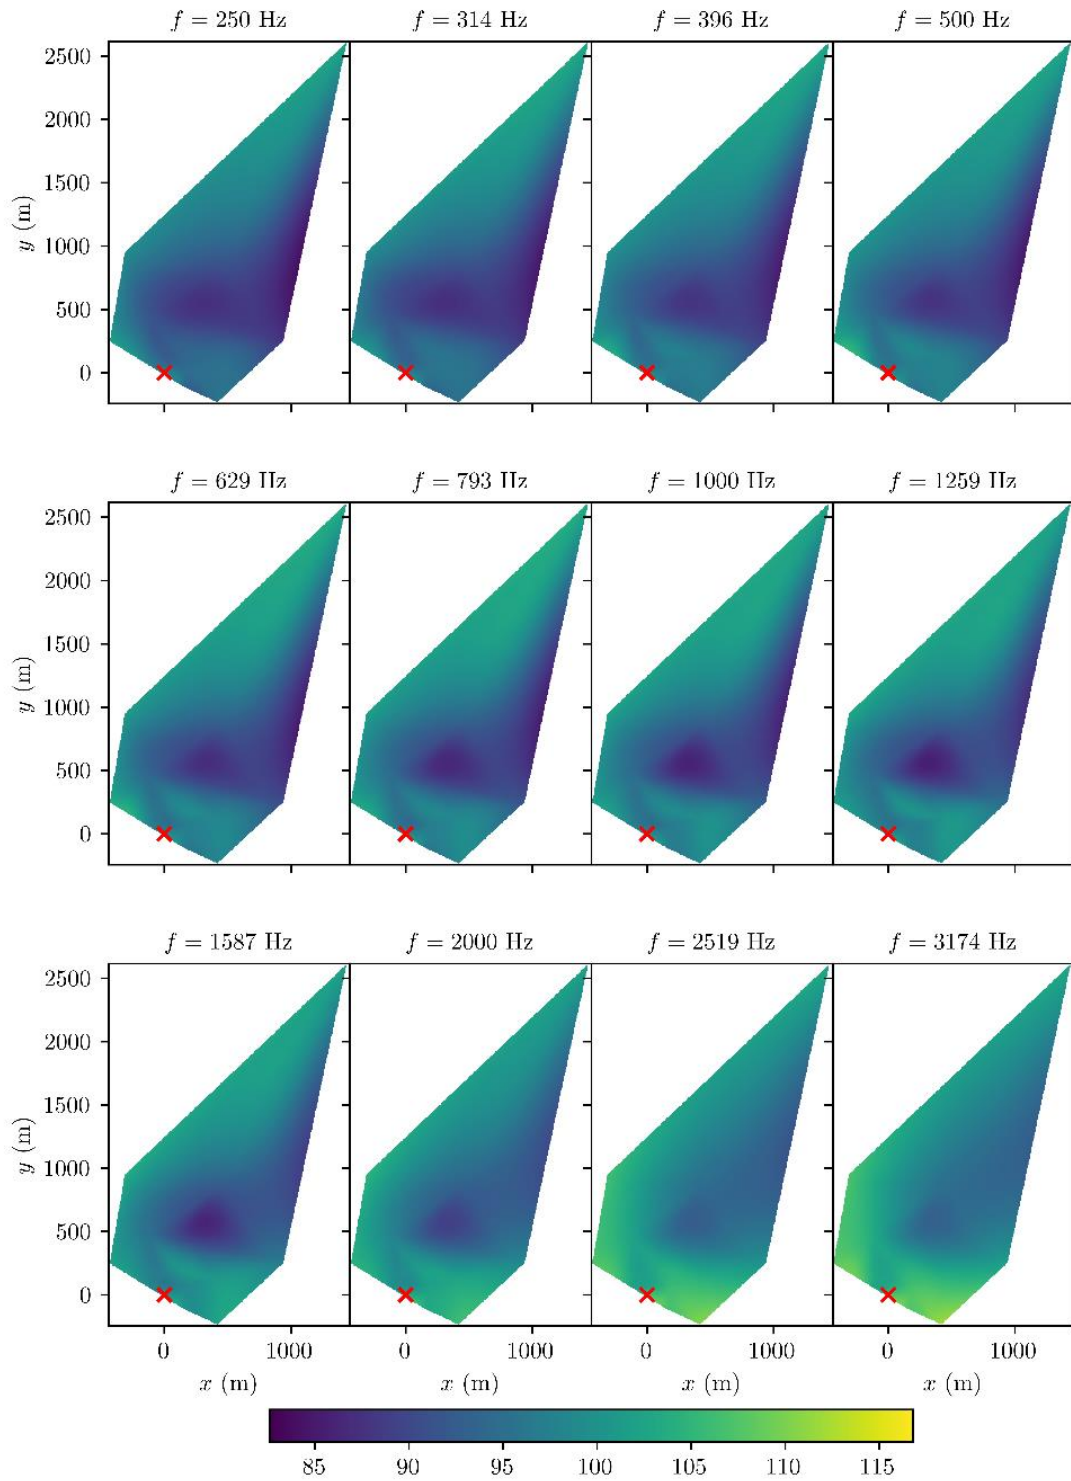 f = 250 Hz f = 314 Hz f = 396 Hz f = 500 Hz
2500
2000
1500
1000
500
0
y (m)
f = 629 Hz f = 793 Hz f = 1000 Hz f = 1259 Hz
2500
2000
1500
1000
500
0
y (m)
f = 1587 Hz f = 2000 Hz f = 2519 Hz f = 3174 Hz
2500
2000
1500
1000
500
0
y (m)
0 1000 0 1000 0 1000 0 1000
x (m) x (m) x (m) x (m)
85 90 95 100 105 110 115